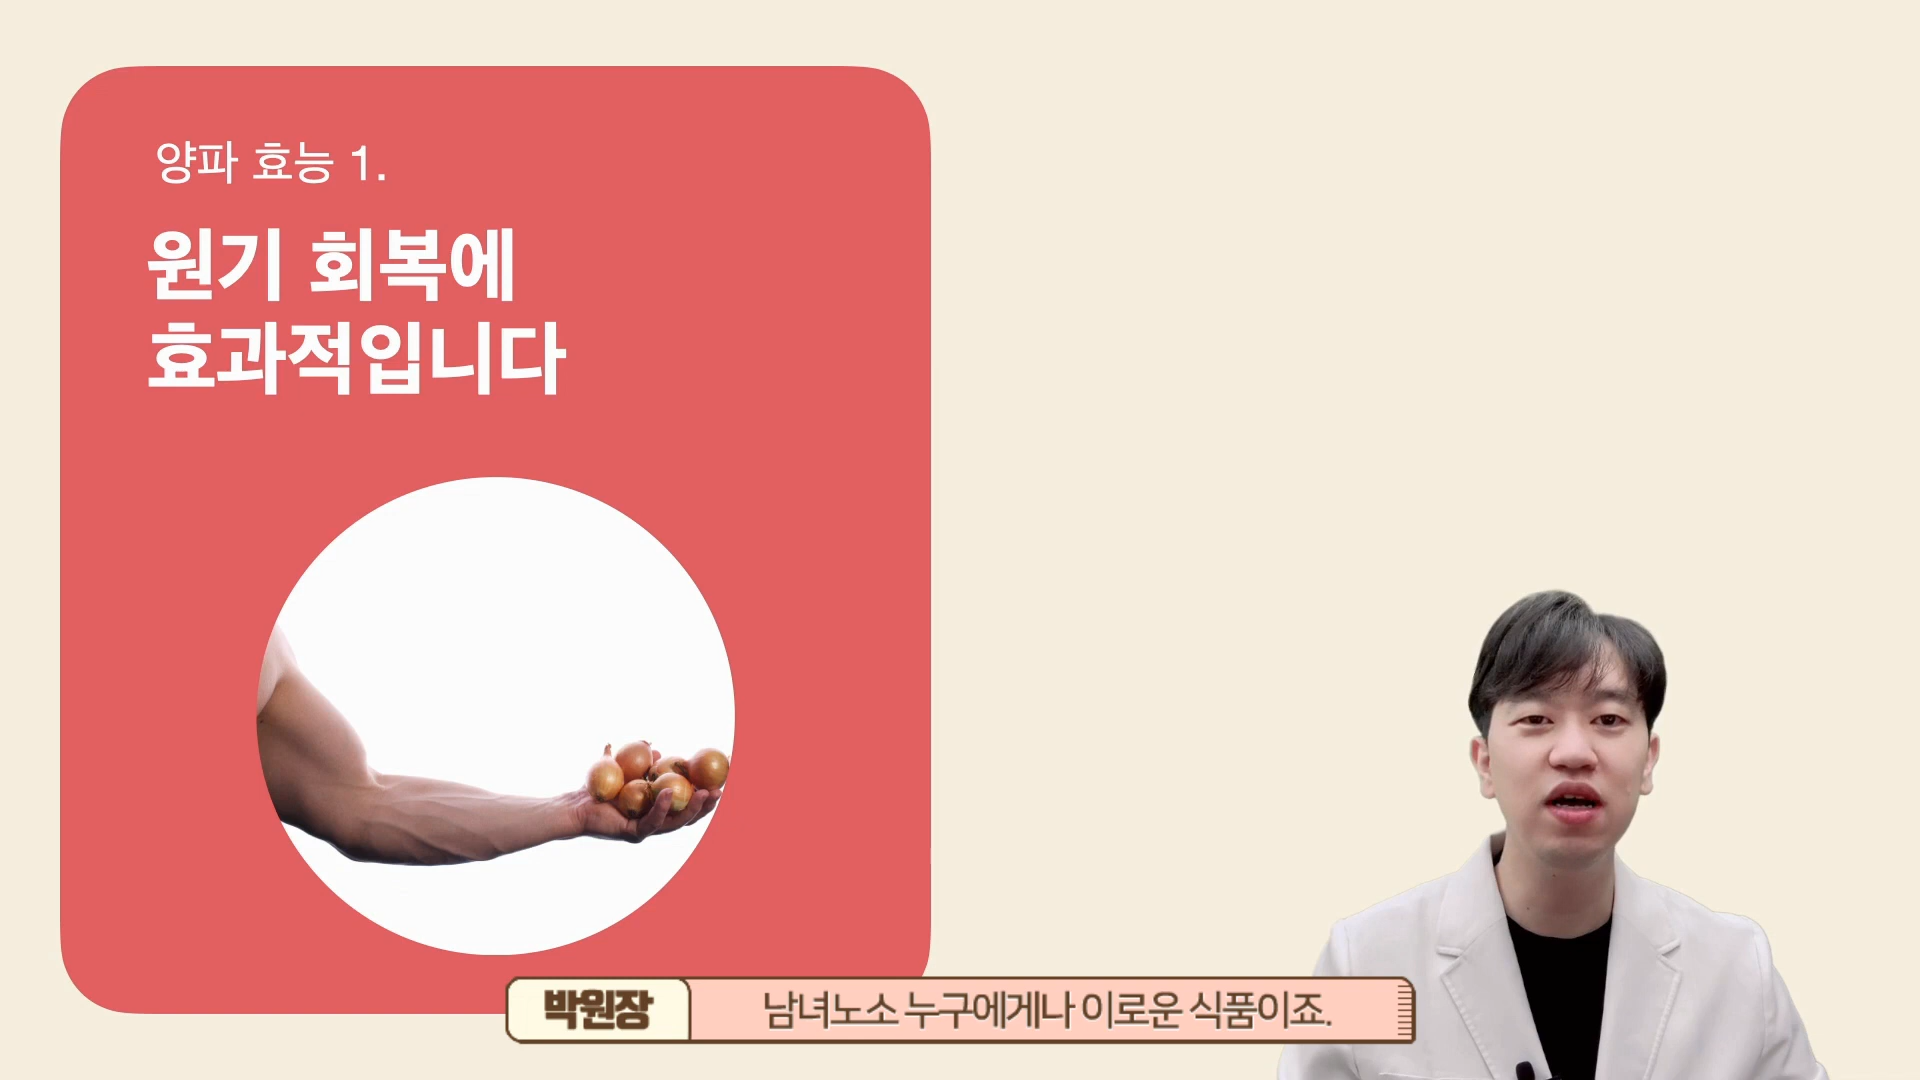 양파 효능 1.
원기 회복에
효과적입니다
박원장
남녀노소 누구에게나 이로운 식품이죠.